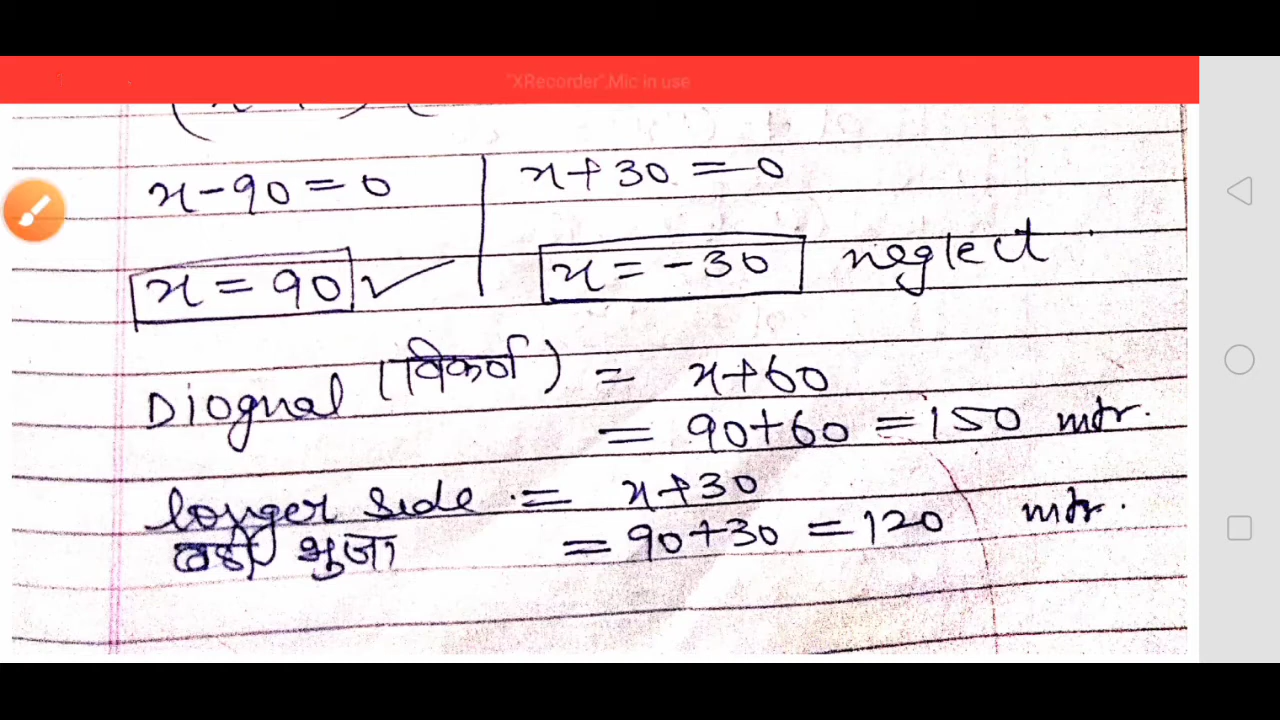 "XRecorder".Mic in use
x-90=0
x+30=0
x=90 ✓
x=-30 neglect
Diognal (विकर्ण) = x+60
= 90+60 = 150 mtr.
longer side = x+30
बडी भुजा = 90+30 = 120 mtr.